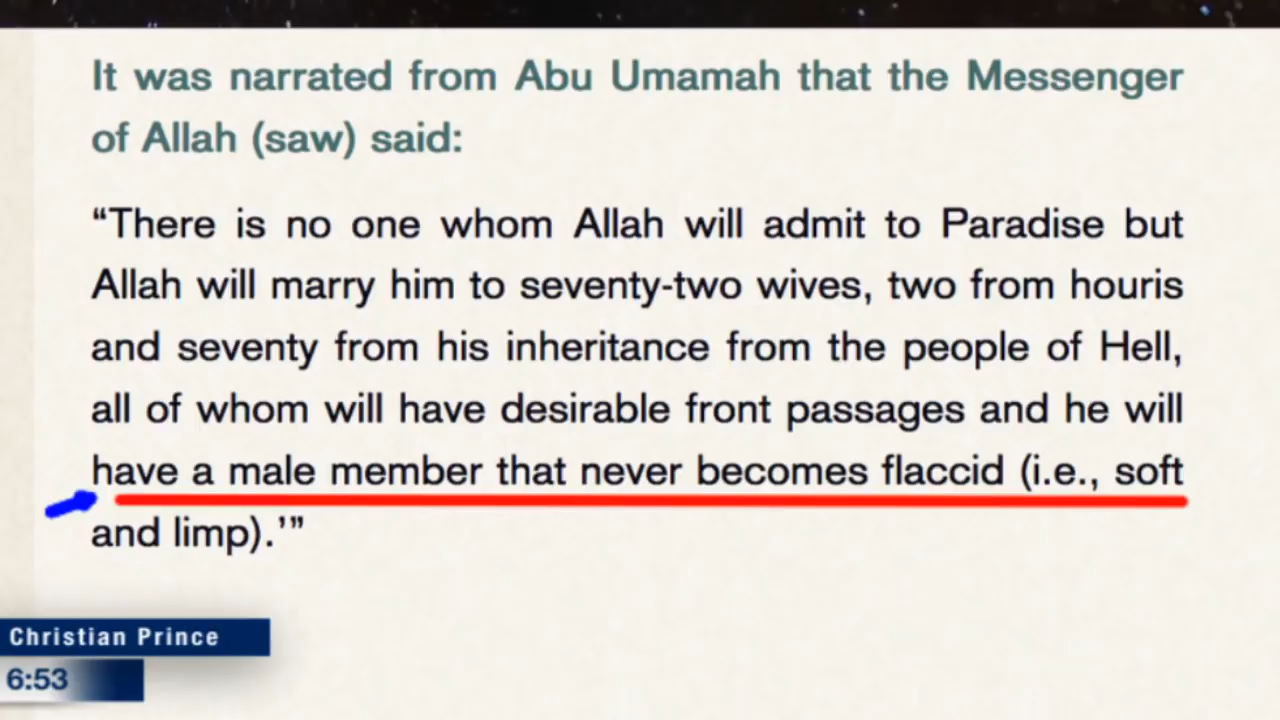 It was narrated from Abu Umamah that the Messenger
of Allah (saw) said:
“There is no one whom Allah will admit to Paradise but
Allah will marry him to seventy-two wives, two from houris
and seventy from his inheritance from the people of Hell,
all of whom will have desirable front passages and he will
have a male member that never becomes flaccid (i.e., soft
and limp).’”
Christian Prince
6:53